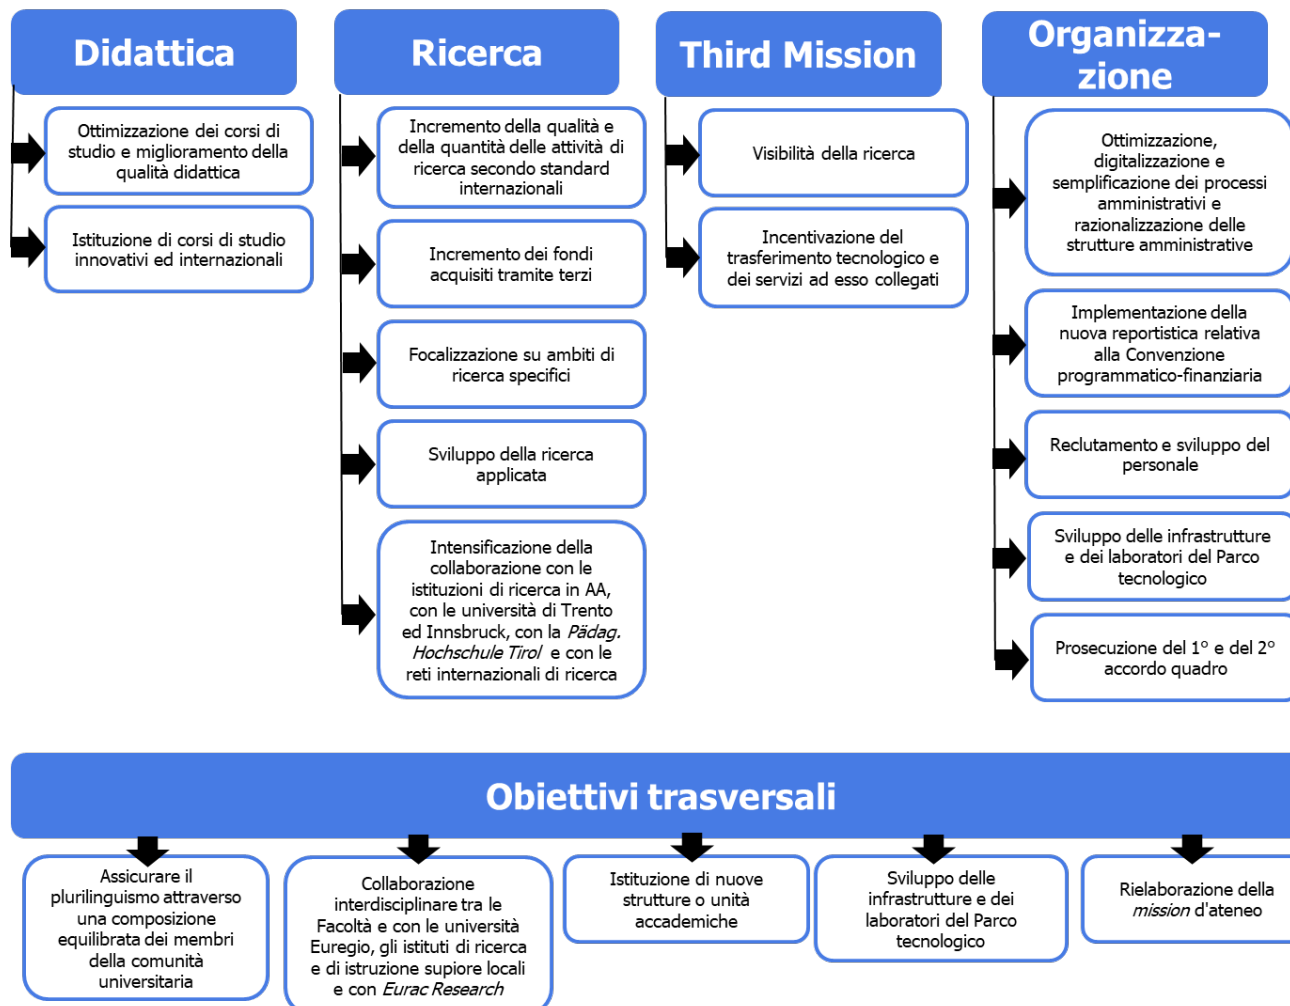 Didattica
Ottimizzazione dei corsi di
studio e miglioramento della
qualità didattica
Istituzione di corsi di studio
innovativi ed internazionali
Ricerca
Incremento della qualità e
della quantità delle attività di
ricerca secondo standard
internazionali
Incremento dei fondi
acquisiti tramite terzi
Focalizzazione su ambiti di
ricerca specifici
Sviluppo della ricerca
applicata
Intensificazione della
collaborazione con le
istituzioni di ricerca in AA,
con le università di Trento
ed Innsbruck, con la Pädag.
Hochschule Tirol e con le
reti internazionali di ricerca
Third Mission
Visibilità della ricerca
Incentivazione del
trasferimento tecnologico e
dei servizi ad esso collegati
Organizza-
zione
Ottimizzazione,
digitalizzazione e
semplificazione dei processi
amministrativi e
razionalizzazione delle
strutture amministrative
Implementazione della
nuova reportistica relativa
alla Convenzione
programmatico-finanziaria
Reclutamento e sviluppo del
personale
Sviluppo delle infrastrutture
e dei laboratori del Parco
tecnologico
Prosecuzione del 1° e del 2°
accordo quadro
Obiettivi trasversali
Assicurare il
plurilinguismo attraverso
una composizione
equilibrata dei membri
della comunità
universitaria
Collaborazione
interdisciplinare tra le
Facoltà e con le università
Euregio, gli istituti di ricerca
e di istruzione supiore locali
e con Eurac Research
Istituzione di nuove
strutture o unità
accademiche
Sviluppo delle
infrastrutture e dei
laboratori del Parco
tecnologico
Rielaborazione della
mission d'ateneo